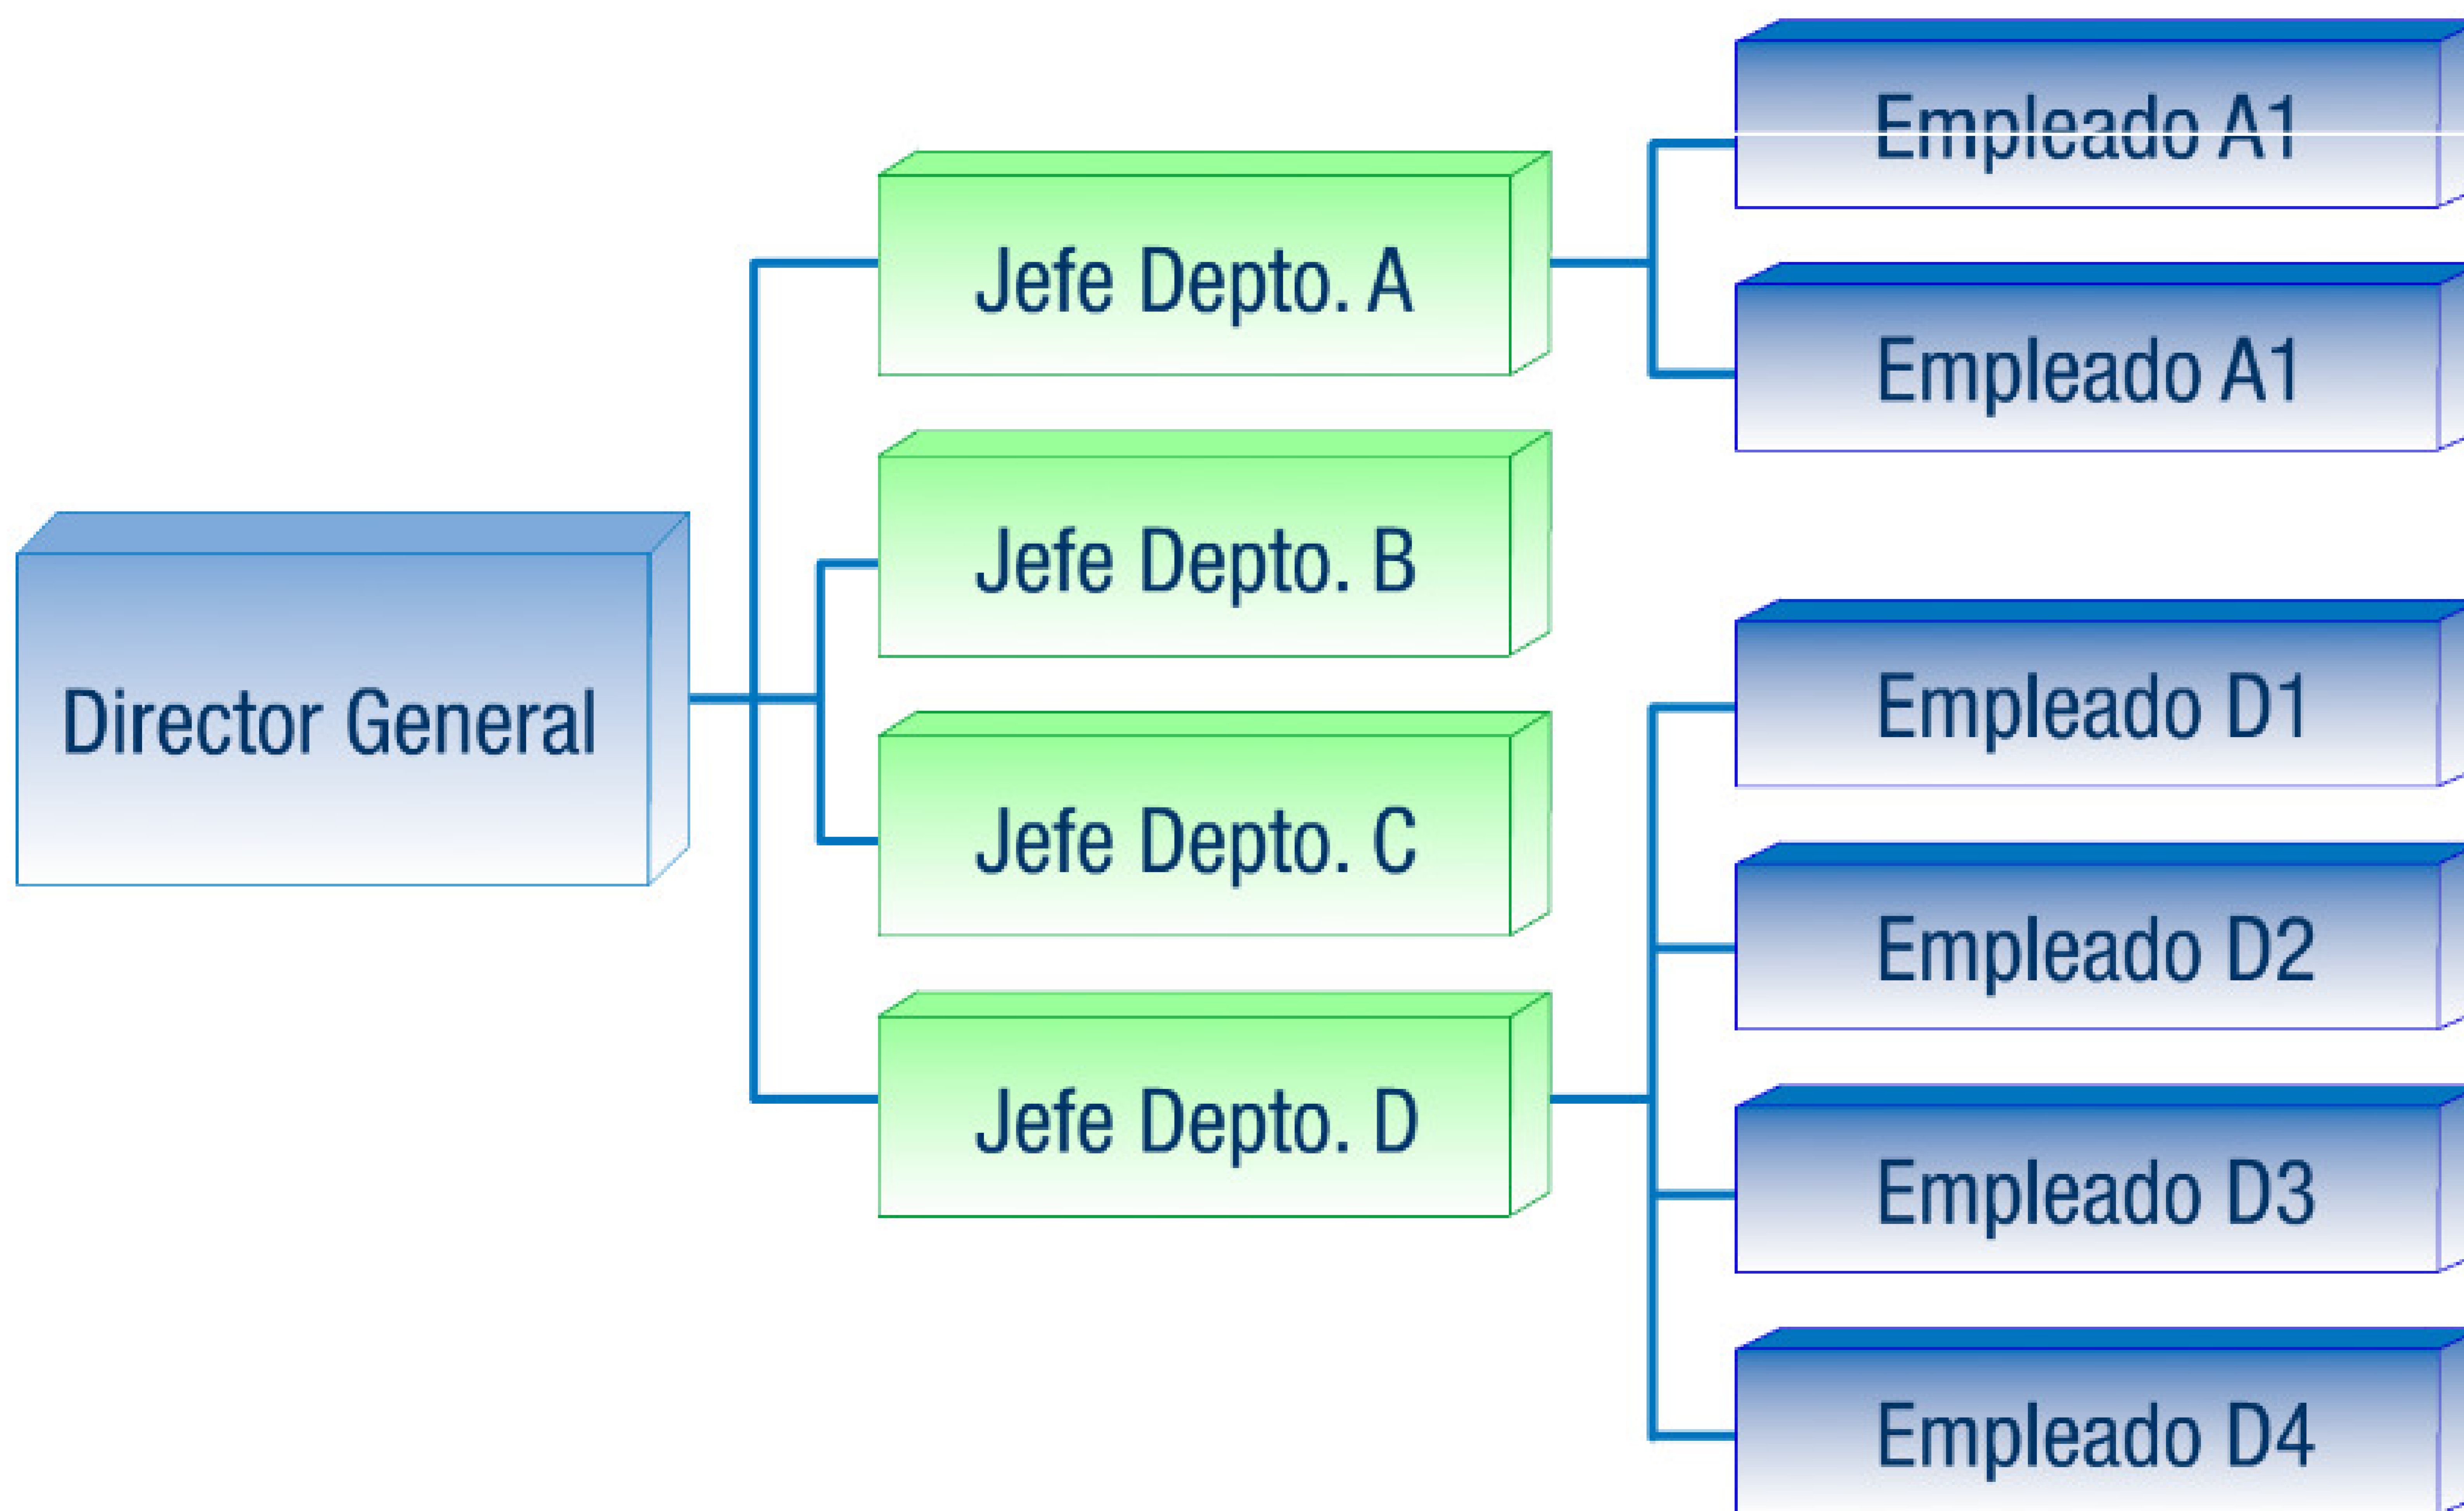 Director General
Jefe Depto. A
Jefe Depto. B
Jefe Depto. C
Jefe Depto. D
Empleado A1
Empleado A1
Empleado D1
Empleado D2
Empleado D3
Empleado D4